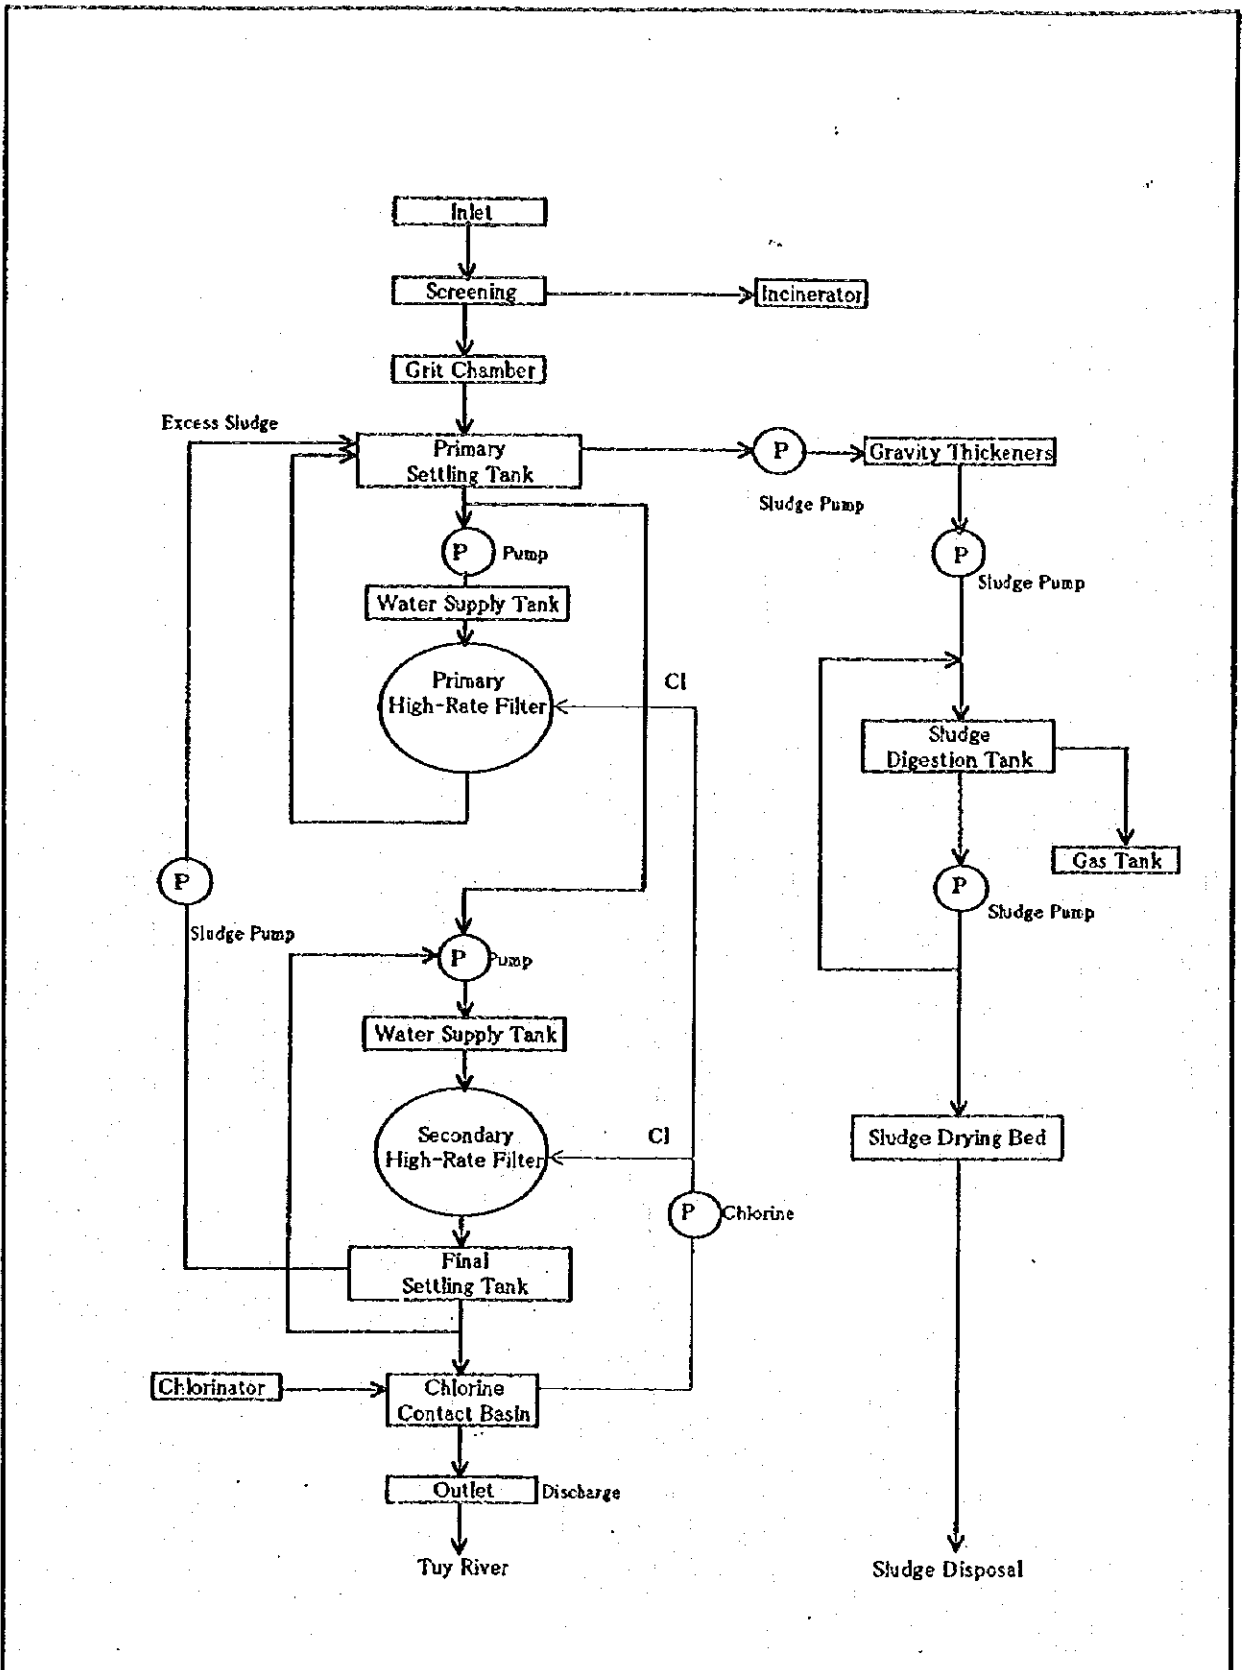 Inlet
Screening
Incinerator
Grit Chamber
Excess Sludge
Primary
Settling Tank
P
Gravity Thickeners
Sludge Pump
P
Pump
P
Sludge Pump
Water Supply Tank
Primary
High-Rate Filter
Cl
Sludge
Digestion Tank
Gas Tank
P
Sludge Pump
P
Sludge Pump
P
Pump
Water Supply Tank
Secondary
High-Rate Filter
Cl
Sludge Drying Bed
P
Chlorine
Final
Settling Tank
Chlorinator
Chlorine
Contact Basin
Outlet
Discharge
Tuy River
Sludge Disposal